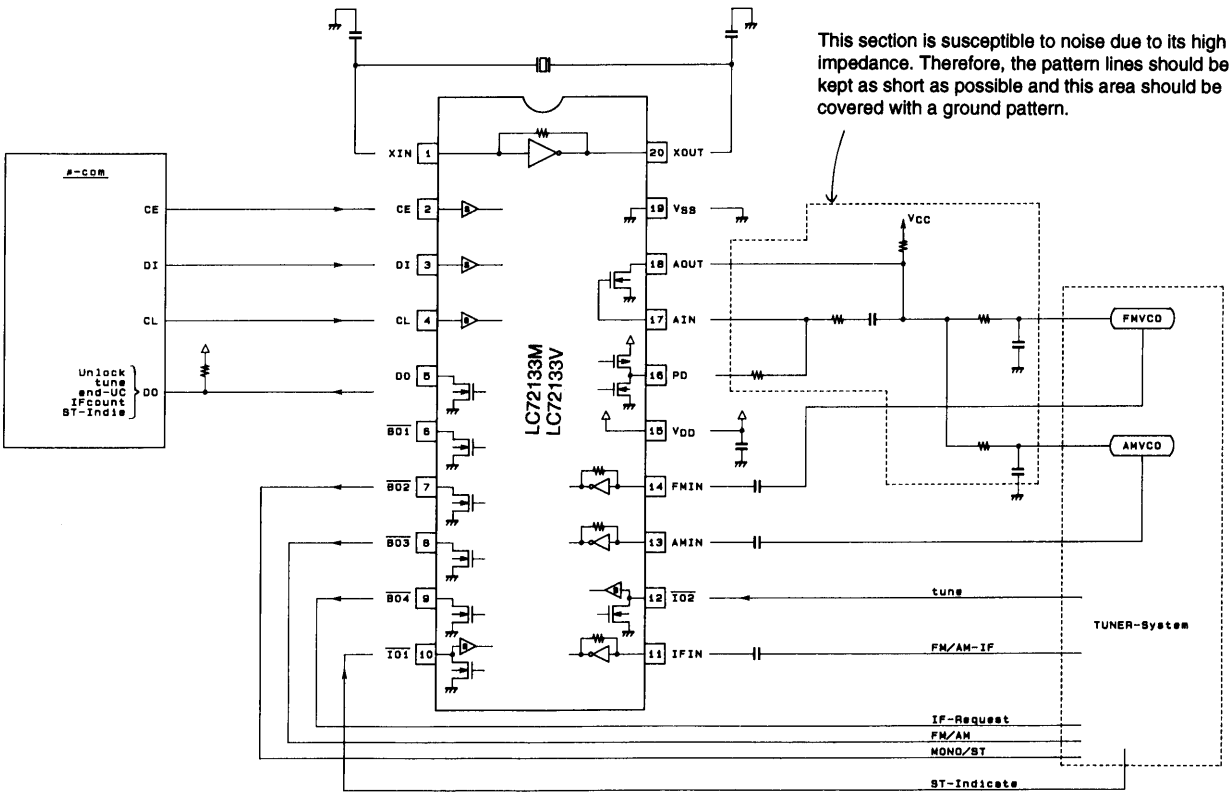 This section is susceptible to noise due to its high
impedance. Therefore, the pattern lines should be
kept as short as possible and this area should be
covered with a ground pattern.
μ-com
CE
DI
CL
Unlock
tune
end-UC
IFcount
ST-Indie
DO
XIN 1
CE 2
DI 3
CL 4
DO 5
BO1 6
BO2 7
BO3 8
BO4 9
IO1 10
S
S
S
S
LC72133M
LC72133V
S
20 XOUT
19 VSS
18 AOUT
17 AIN
16 PD
15 VDD
14 FMIN
13 AMIN
12 IO2
11 IFIN
VCC
FMVCO
AMVCO
TUNER-System
tune
FM/AM-IF
IF-Request
FM/AM
MONO/ST
ST-Indicate